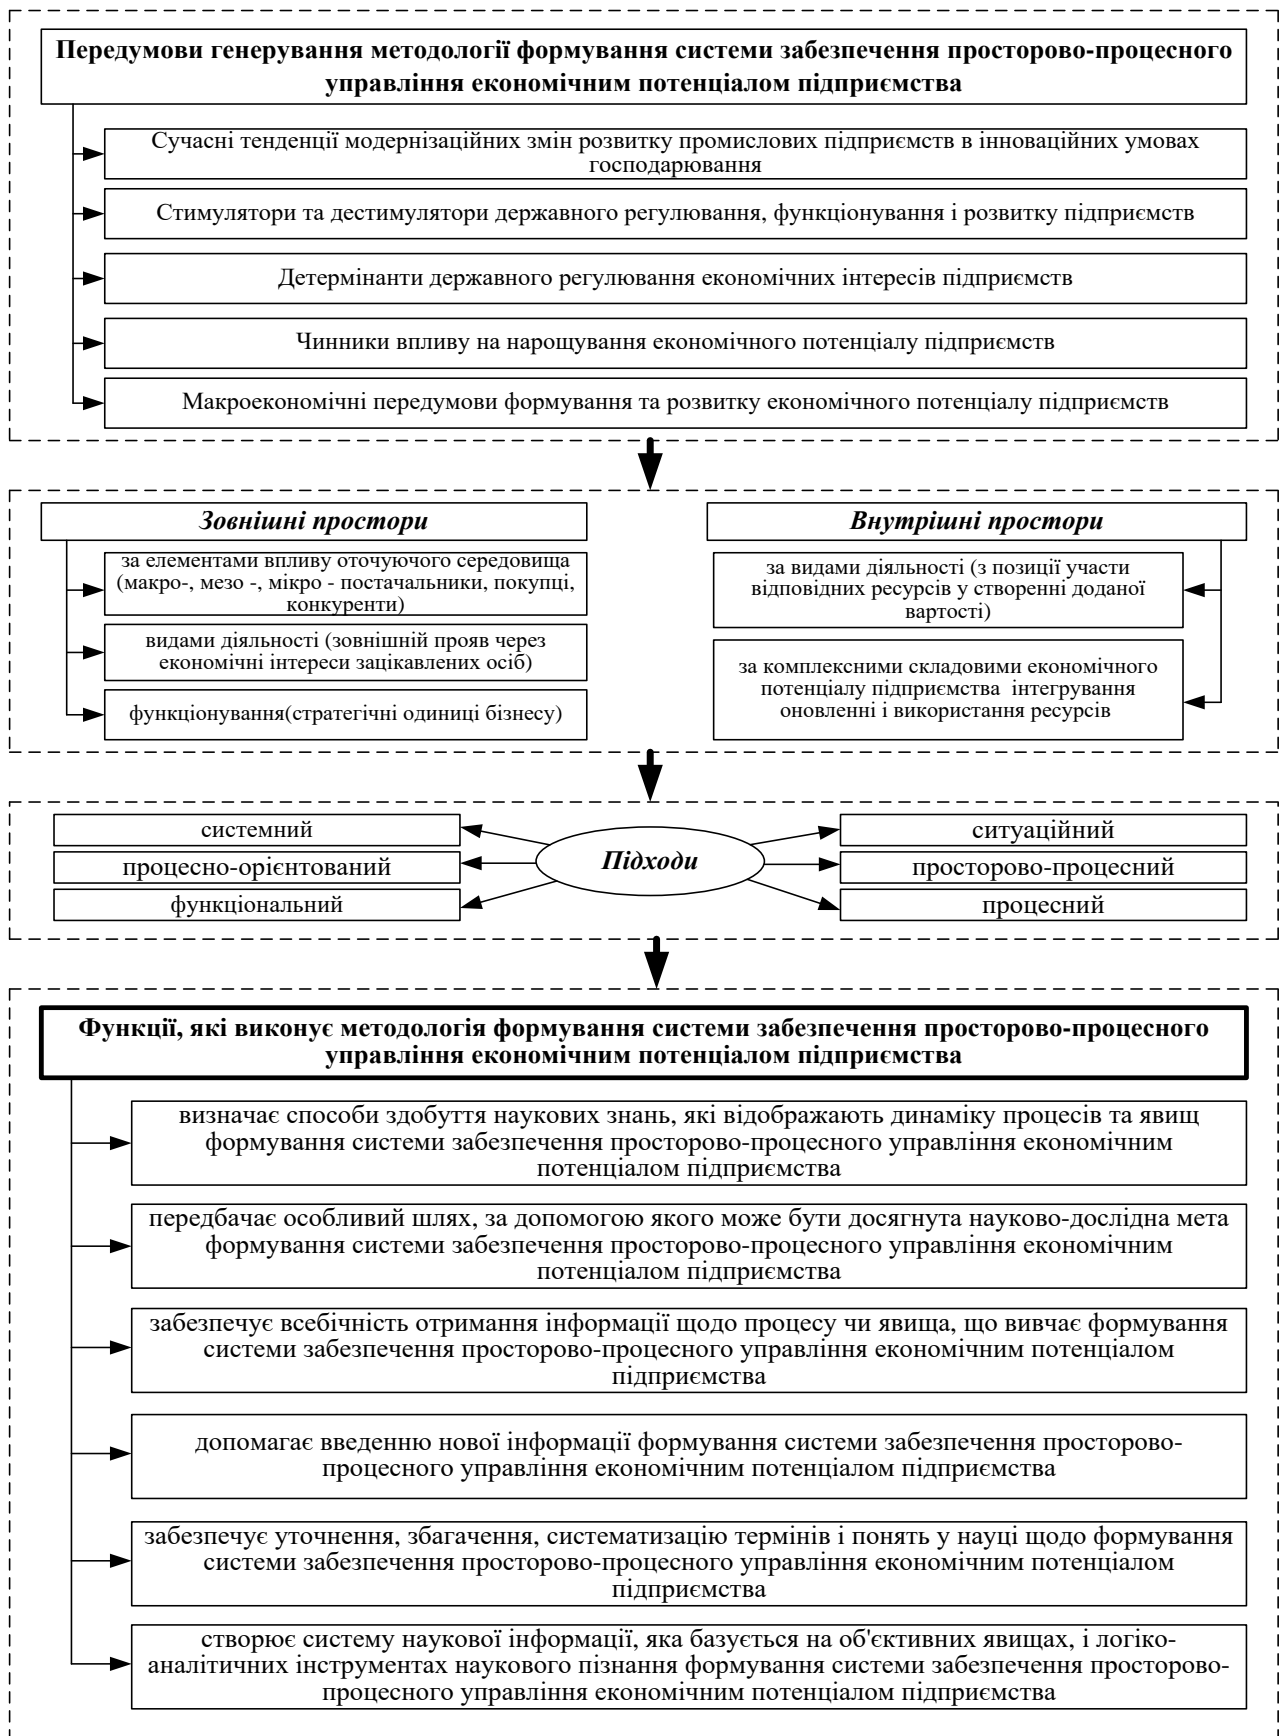 Передумови генерування методології формування системи забезпечення просторово-процесного
управління економічним потенціалом підприємства
Сучасні тенденції модернізаційних змін розвитку промислових підприємств в інноваційних умовах
господарювання
Стимулятори та дестимулятори державного регулювання, функціонування і розвитку підприємств
Детермінанти державного регулювання економічних інтересів підприємств
Чинники впливу на нарощування економічного потенціалу підприємств
Макроекономічні передумови формування та розвитку економічного потенціалу підприємств
Зовнішні простори
за елементами впливу оточуючого середовища
(макро-, мезо -, мікро - постачальники, покупці,
конкуренти)
видами діяльності (зовнішній прояв через
економічні інтереси зацікавлених осіб)
функціонування(стратегічні одиниці бізнесу)
Внутрішні простори
за видами діяльності (з позиції участи
відповідних ресурсів у створенні доданої
вартості)
за комплексними складовими економічного
потенціалу підприємства  інтегрування
оновленні і використання ресурсів
системний
процесно-орієнтований
функціональний
Підходи
ситуаційний
просторово-процесний
процесний
Функції, які виконує методологія формування системи забезпечення просторово-процесного
управління економічним потенціалом підприємства
визначає способи здобуття наукових знань, які відображають динаміку процесів та явищ
формування системи забезпечення просторово-процесного управління економічним
потенціалом підприємства
передбачає особливий шлях, за допомогою якого може бути досягнута науково-дослідна мета
формування системи забезпечення просторово-процесного управління економічним
потенціалом підприємства
забезпечує всебічність отримання інформації щодо процесу чи явища, що вивчає формування
системи забезпечення просторово-процесного управління економічним потенціалом
підприємства
допомагає введенню нової інформації формування системи забезпечення просторово-
процесного управління економічним потенціалом підприємства
забезпечує уточнення, збагачення, систематизацію термінів і понять у науці щодо формування
системи забезпечення просторово-процесного управління економічним потенціалом
підприємства
створює систему наукової інформації, яка базується на об'єктивних явищах, і логіко-
аналітичних інструментах наукового пізнання формування системи забезпечення просторово-
процесного управління економічним потенціалом підприємства